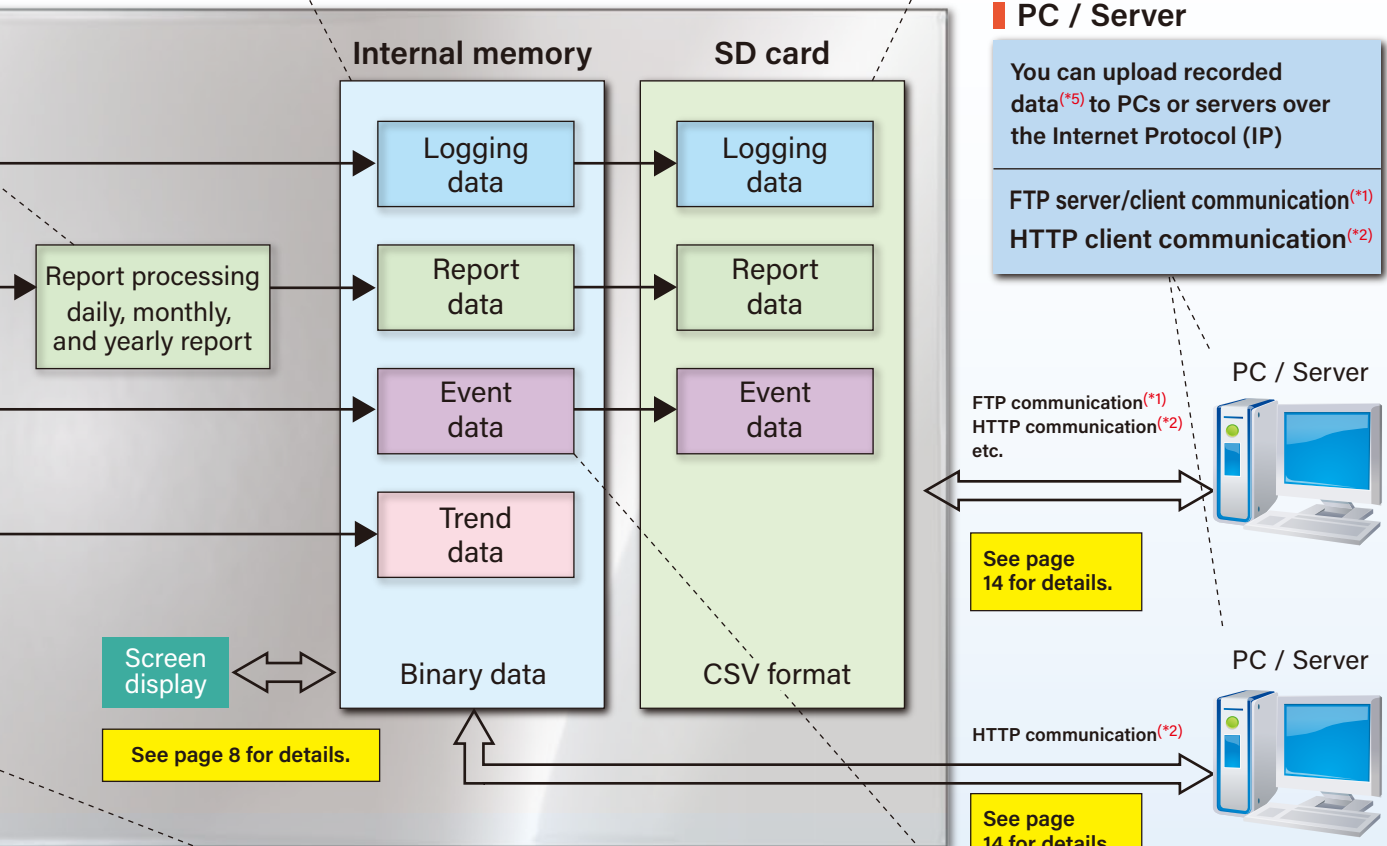 Internal memory
SD card
PC / Server
You can upload recorded
data(*5) to PCs or servers over
the Internet Protocol (IP)
FTP server/client communication(*1)
HTTP client communication(*2)
Logging
data
Logging
data
Report processing
daily, monthly,
and yearly report
Report
data
Report
data
Event
data
Event
data
Trend
data
Screen
display
Binary data
CSV format
See page 8 for details.
PC / Server
FTP communication(*1)
HTTP communication(*2)
etc.
See page
14 for details.
PC / Server
HTTP communication(*2)
See page
14 for details.